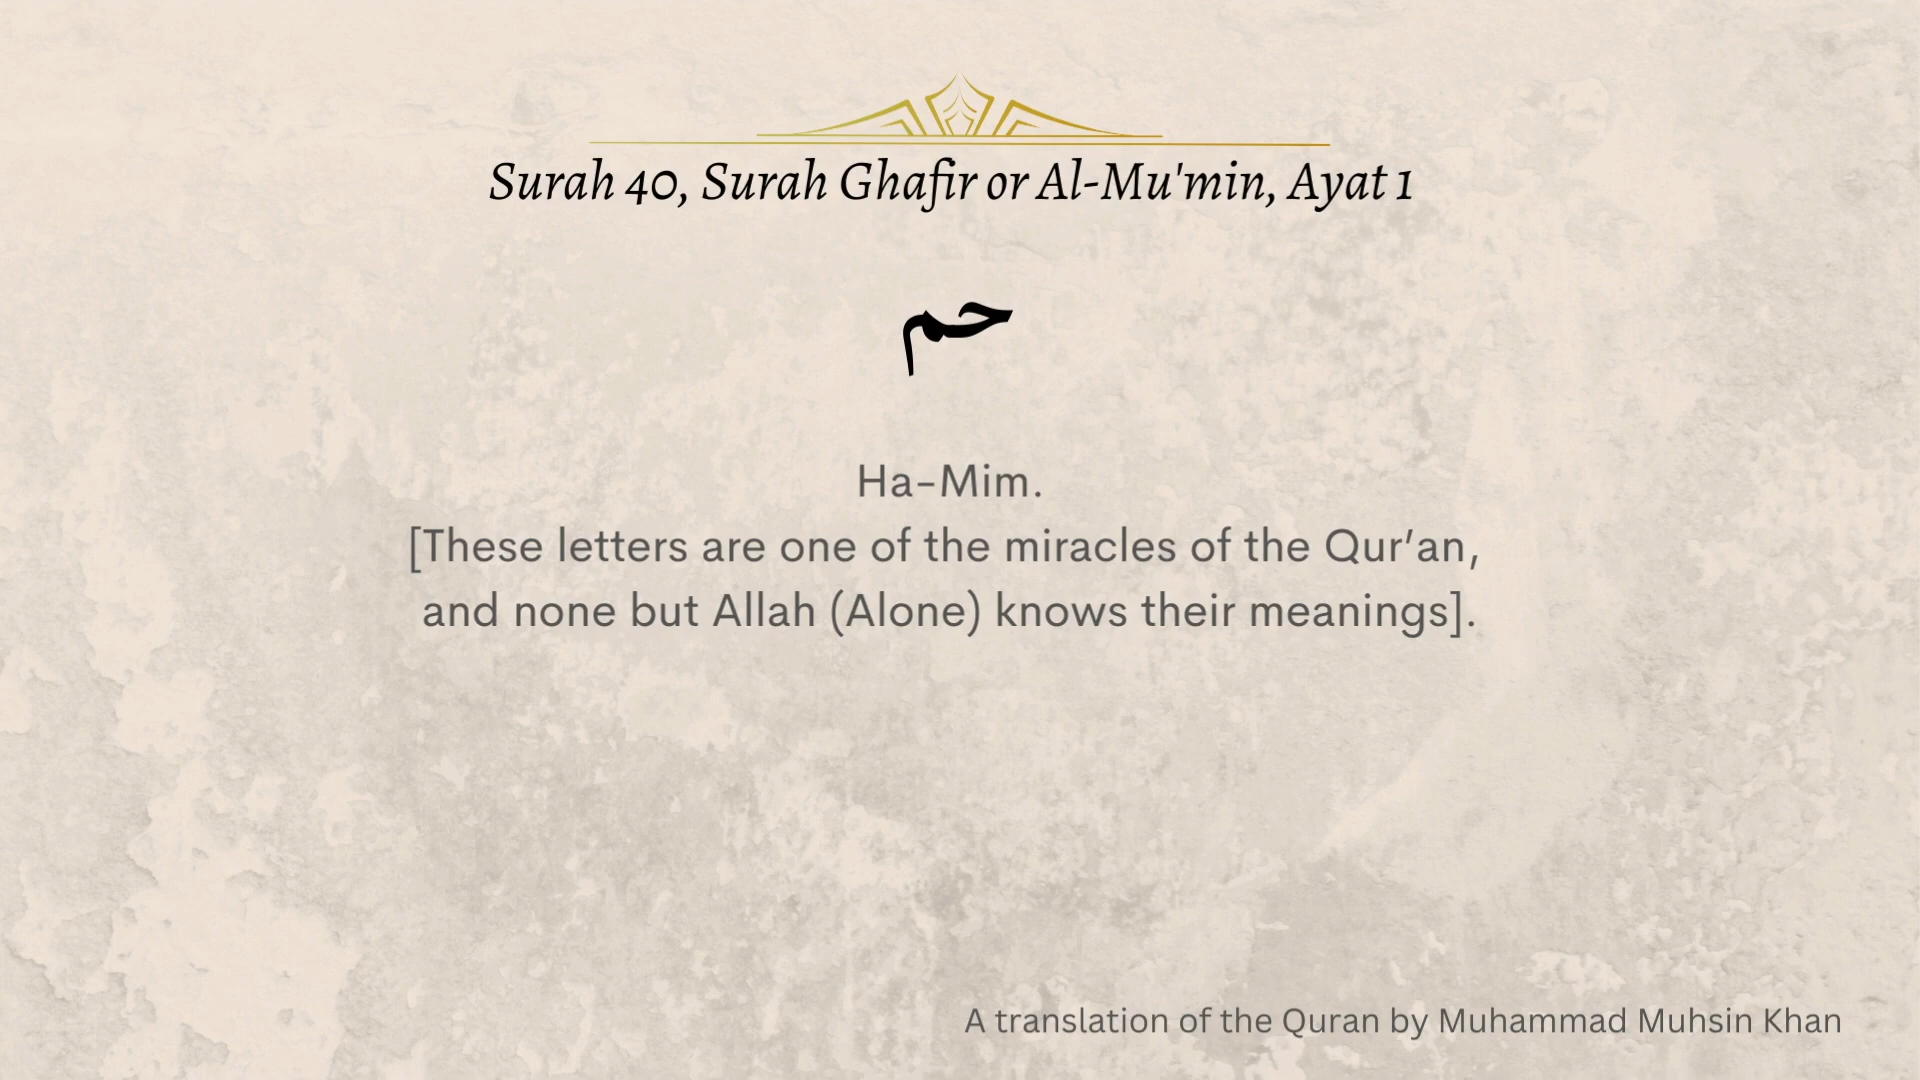 Surah 40, Surah Ghafir or Al-Mu'min, Ayat 1
حم
Ha-Mim.
[These letters are one of the miracles of the Qur’an,
and none but Allah (Alone) knows their meanings].
A translation of the Quran by Muhammad Muhsin Khan